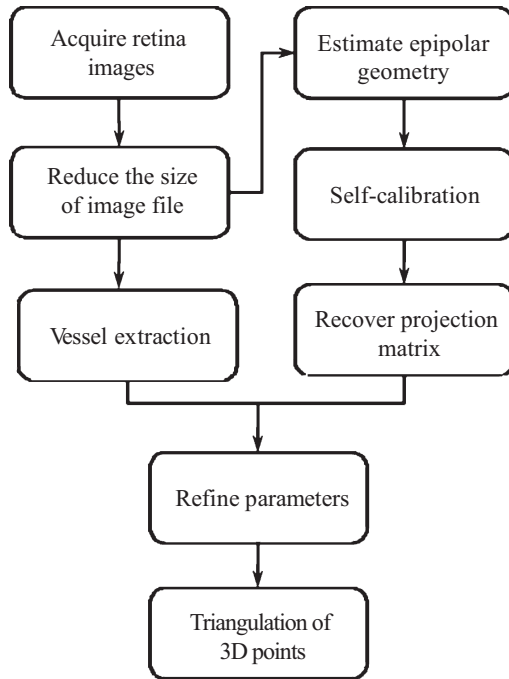 Acquire retina
images
Reduce the size
of image file
Vessel extraction
Estimate epipolar
geometry
Self-calibration
Recover projection
matrix
Refine parameters
Triangulation of
3D points